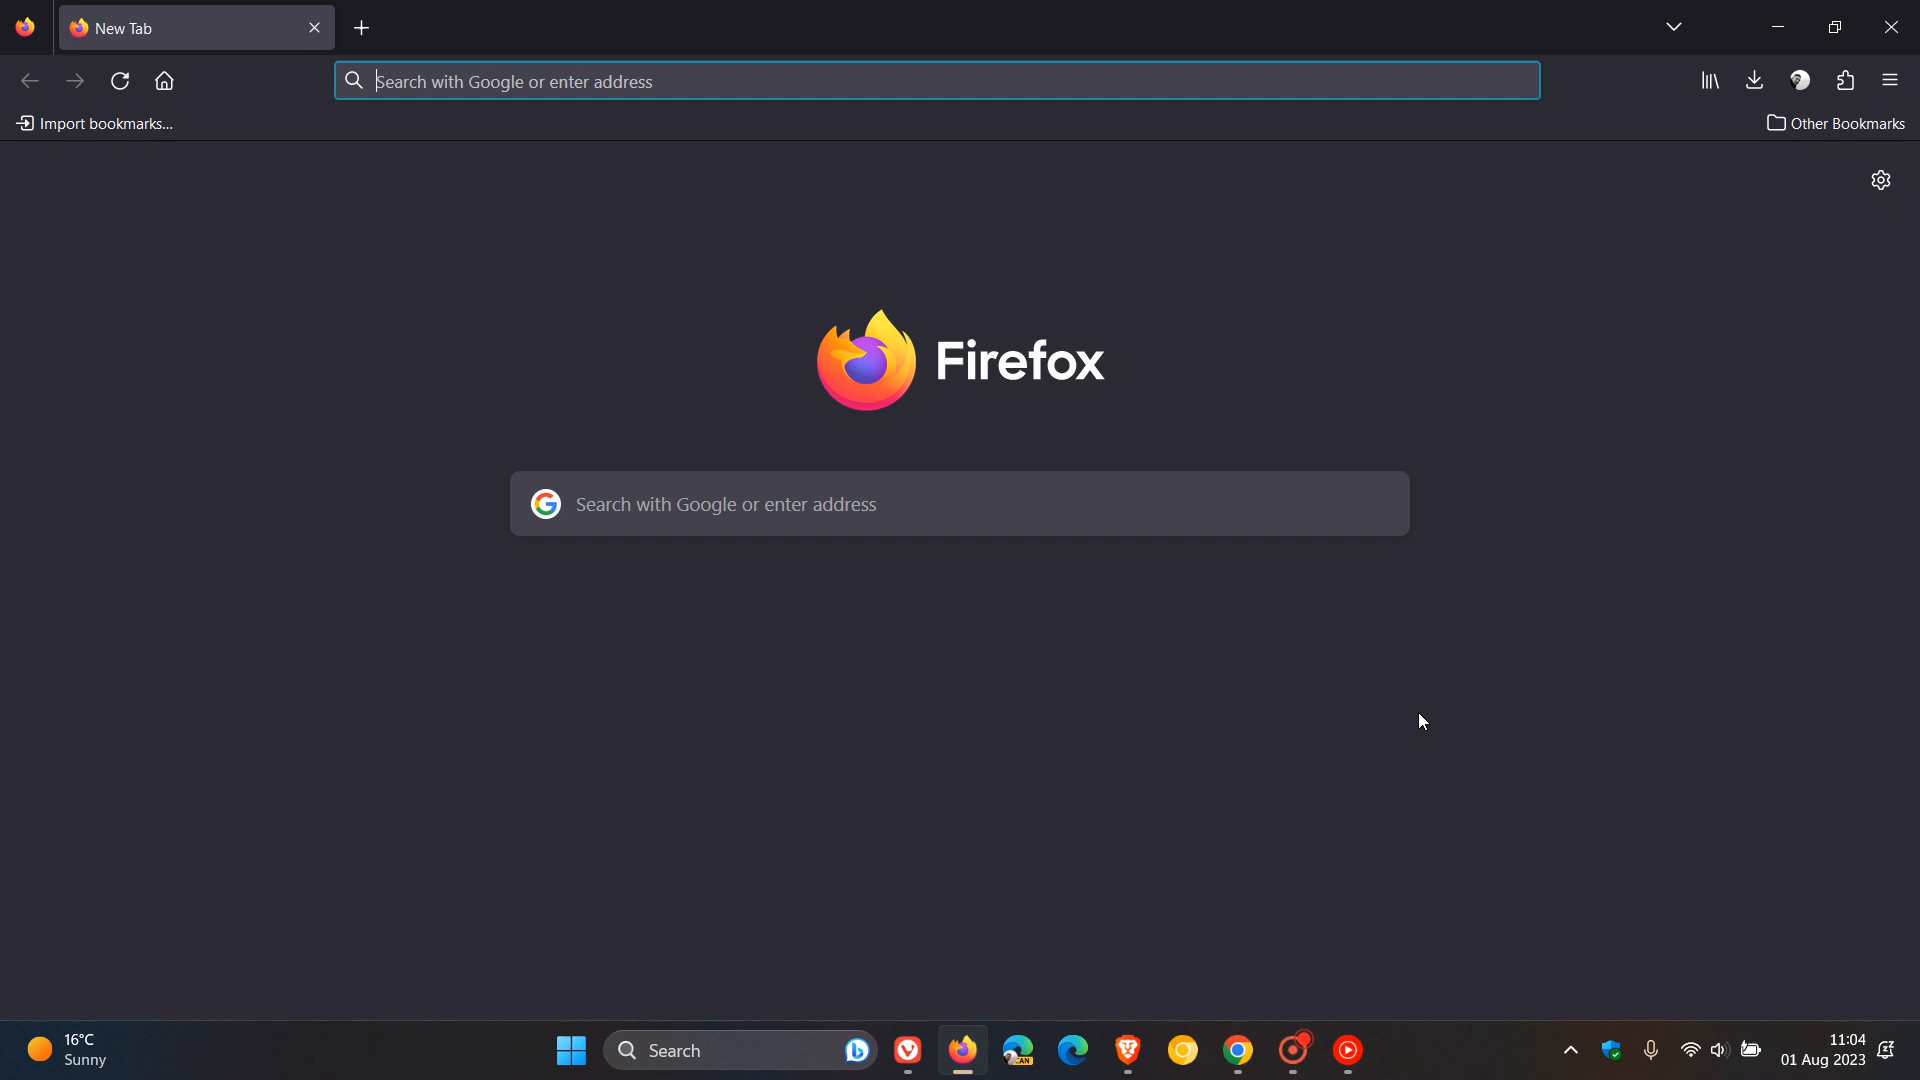 New Tab
Search with Google or enter address
Import bookmarks...
Other Bookmarks
Firefox
Search with Google or enter address
16°C
Sunny
Search
CAN
11:04
01 Aug 2023